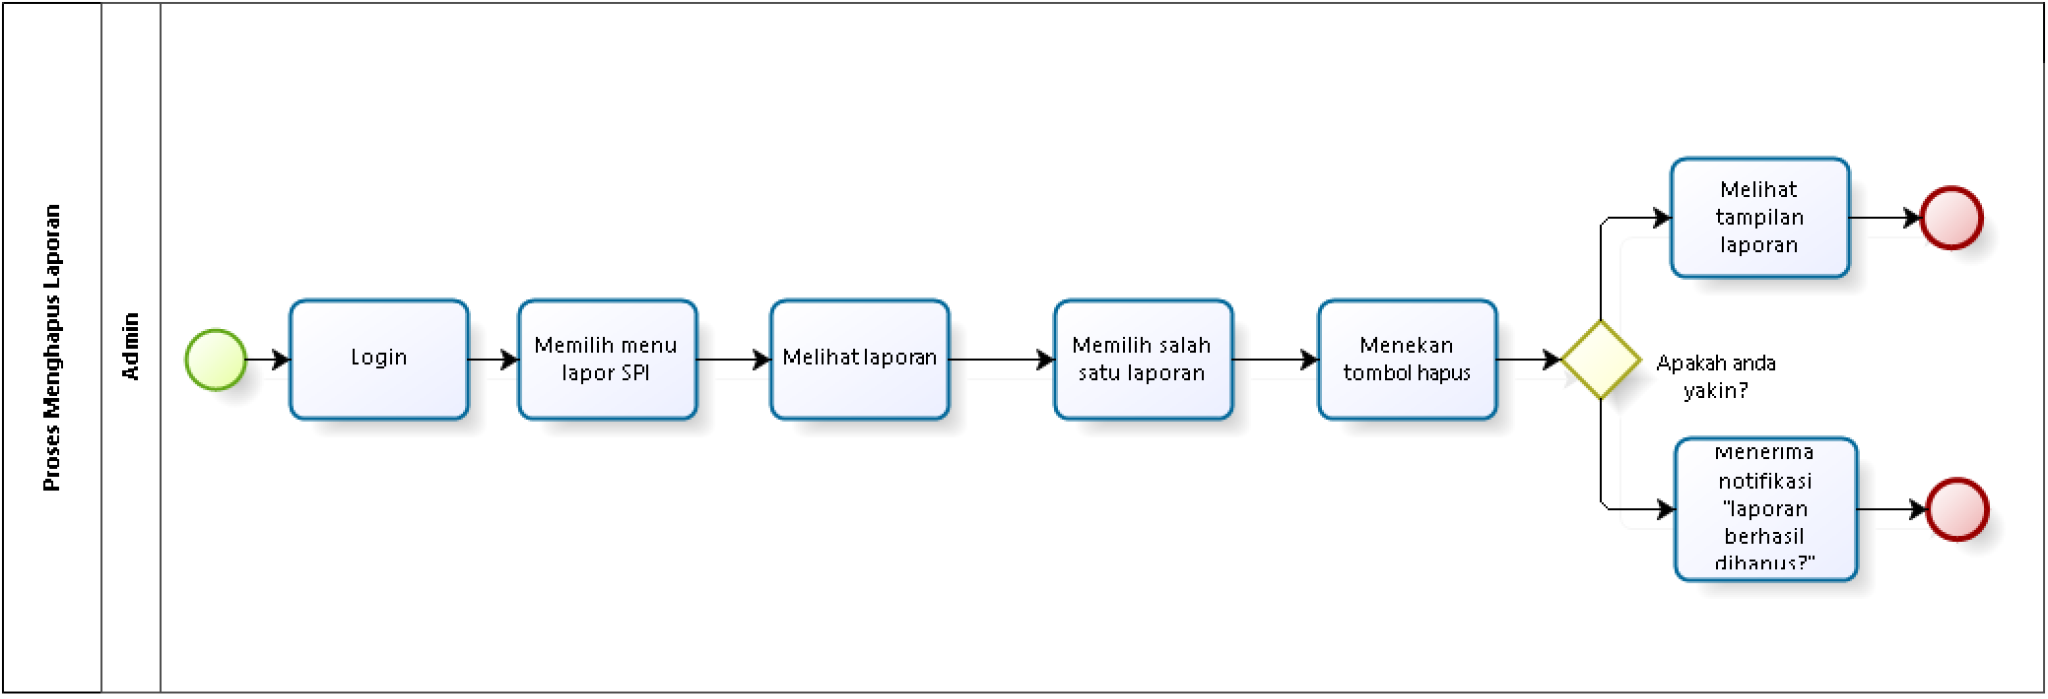 Proses Menghapus Laporan
Admin
Login
Memilih menu
lapor SPI
Melihat laporan
Memilih salah
satu laporan
Menekan
tombol hapus
Apakah anda
yakin?
Melihat
tampilan
laporan
Menerima
notifikasi
"laporan
berhasil
dihapus?"